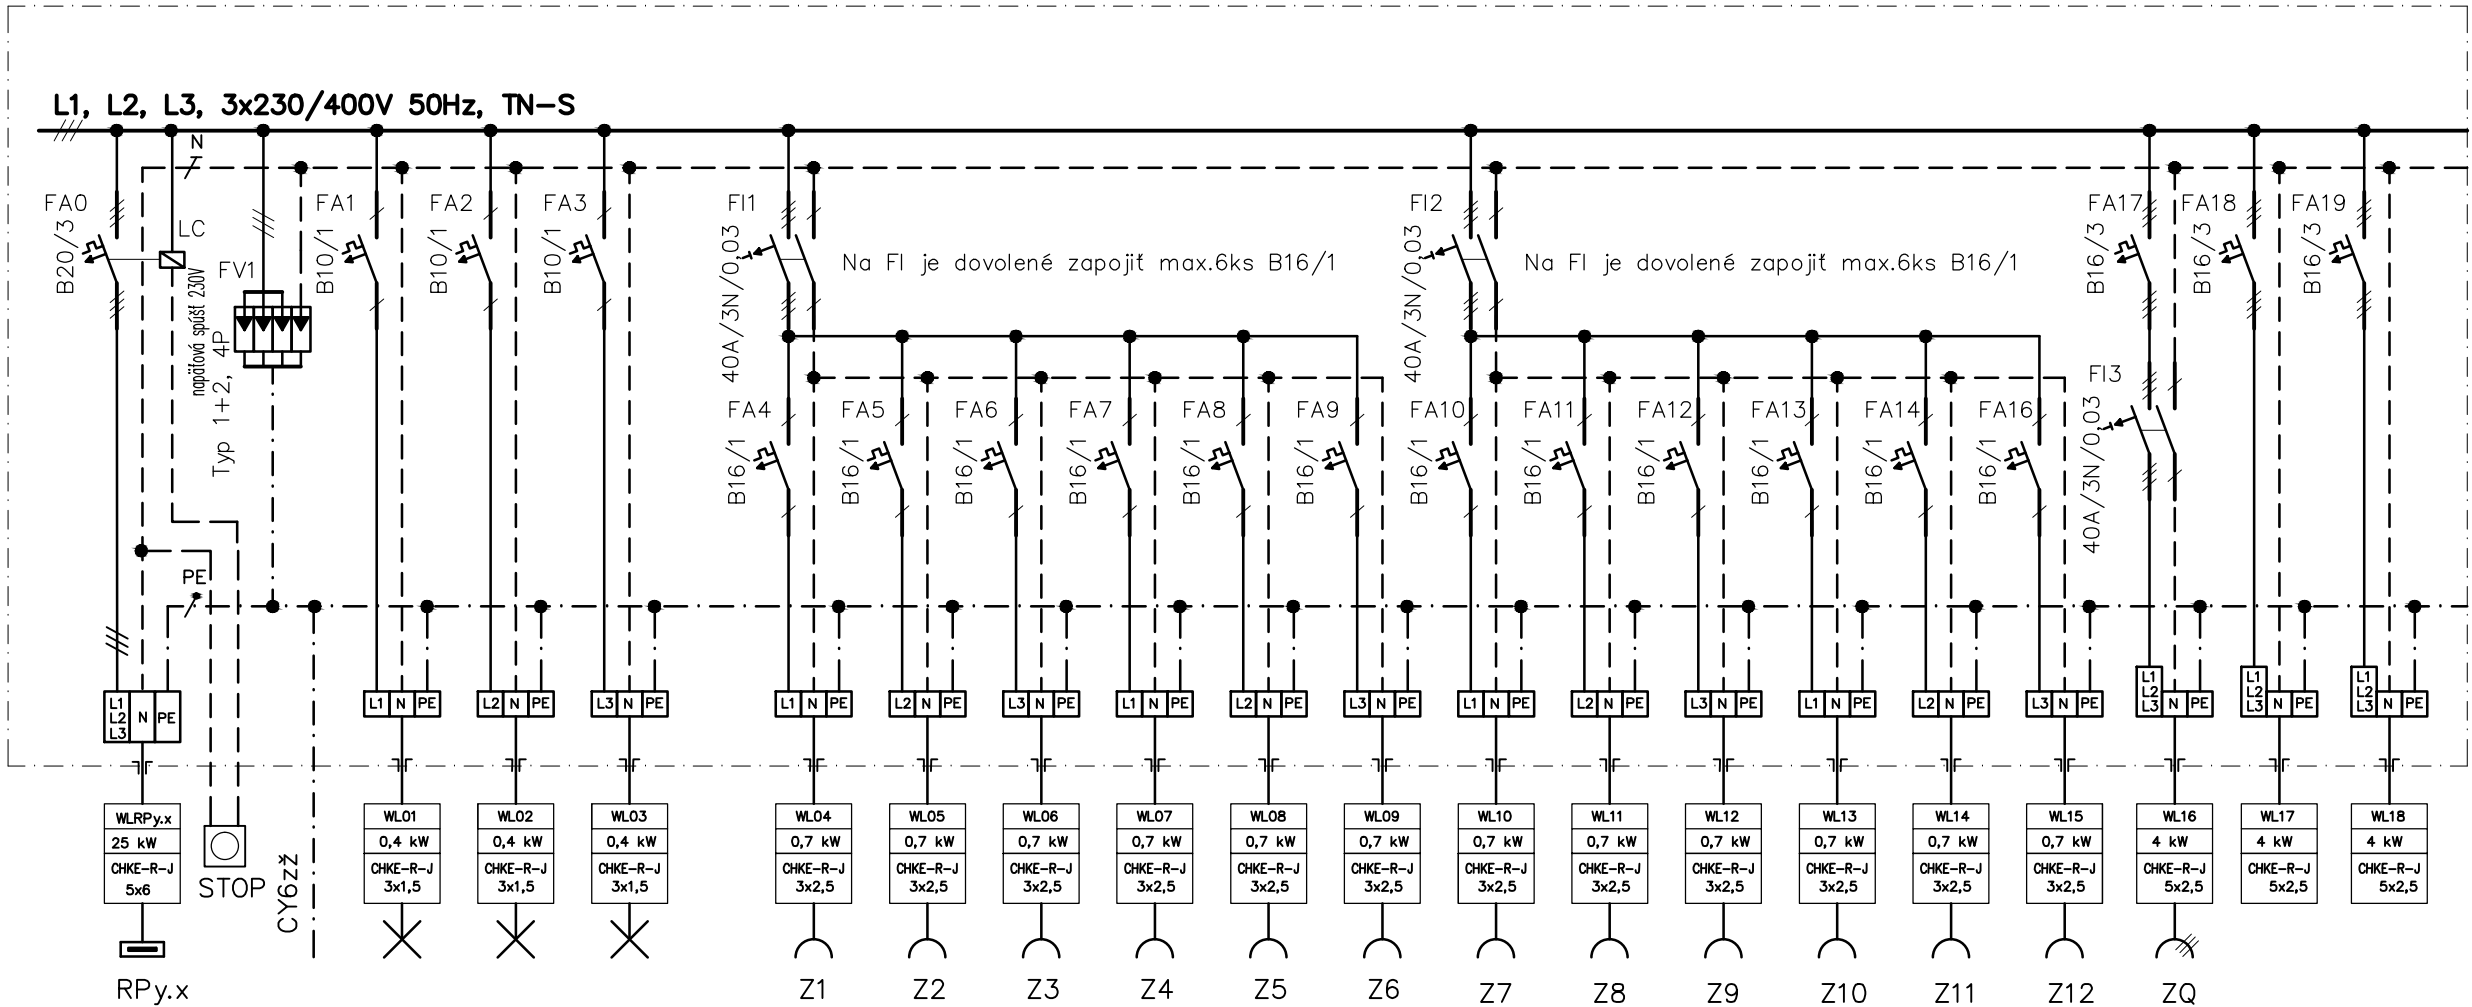 L1, L2, L3, 3x230/400V 50Hz, TN-S
N
FA0
B20/3
LC
napäťová spúšť 230V
FV1
Typ 1+2, 4P
FA1
B10/1
FA2
B10/1
FA3
B10/1
FI1
40A/3N/0,03
Na FI je dovolené zapojiť max.6ks B16/1
FI2
40A/3N/0,03
Na FI je dovolené zapojiť max.6ks B16/1
FA17
B16/3
FA18
B16/3
FA19
B16/3
FI3
40A/3N/0,03
FA4
B16/1
FA5
B16/1
FA6
B16/1
FA7
B16/1
FA8
B16/1
FA9
B16/1
FA10
B16/1
FA11
B16/1
FA12
B16/1
FA13
B16/1
FA14
B16/1
FA16
B16/1
PE
L1
L2
L3
N PE
L1 N PE
L2 N PE
L3 N PE
L1 N PE
L2 N PE
L3 N PE
L1 N PE
L2 N PE
L3 N PE
L1 N PE
L2 N PE
L3 N PE
L1 N PE
L2 N PE
L3 N PE
L1
L2
L3
N PE
L1
L2
L3
N PE
L1
L2
L3
N PE
WLRPy.x
25 kW
CHKE-R-J
5x6
RPy.x
STOP
CY6zž
WL01
0,4 kW
CHKE-R-J
3x1,5
WL02
0,4 kW
CHKE-R-J
3x1,5
WL03
0,4 kW
CHKE-R-J
3x1,5
WL04
0,7 kW
CHKE-R-J
3x2,5
Z1
WL05
0,7 kW
CHKE-R-J
3x2,5
Z2
WL06
0,7 kW
CHKE-R-J
3x2,5
Z3
WL07
0,7 kW
CHKE-R-J
3x2,5
Z4
WL08
0,7 kW
CHKE-R-J
3x2,5
Z5
WL09
0,7 kW
CHKE-R-J
3x2,5
Z6
WL10
0,7 kW
CHKE-R-J
3x2,5
Z7
WL11
0,7 kW
CHKE-R-J
3x2,5
Z8
WL12
0,7 kW
CHKE-R-J
3x2,5
Z9
WL13
0,7 kW
CHKE-R-J
3x2,5
Z10
WL14
0,7 kW
CHKE-R-J
3x2,5
Z11
WL15
0,7 kW
CHKE-R-J
3x2,5
Z12
WL16
4 kW
CHKE-R-J
5x2,5
ZQ
WL17
4 kW
CHKE-R-J
5x2,5
WL18
4 kW
CHKE-R-J
5x2,5